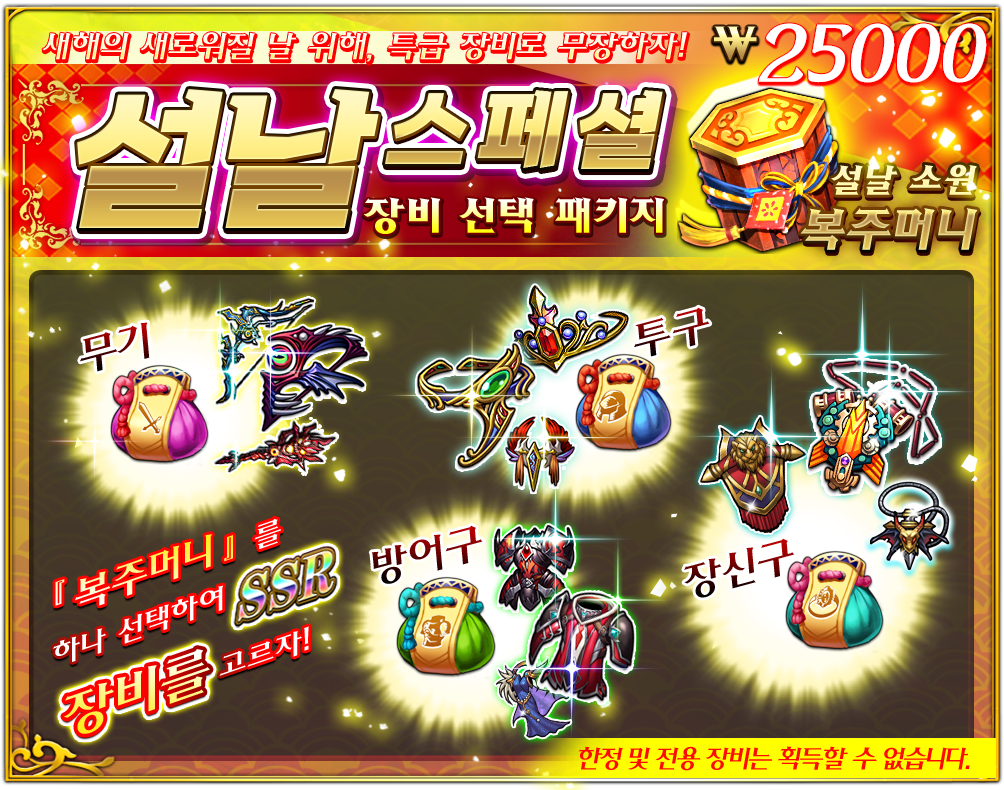 새해의 새로워질 날 위해, 특급 장비로 무장하자!
₩25000
설날스페셜
장비 선택 패키지
설날 소원
복주머니
무기
투구
방어구
장신구
『복주머니』를
하나 선택하여 SSR
장비를 고르자!
한정 및 전용 장비는 획득할 수 없습니다.